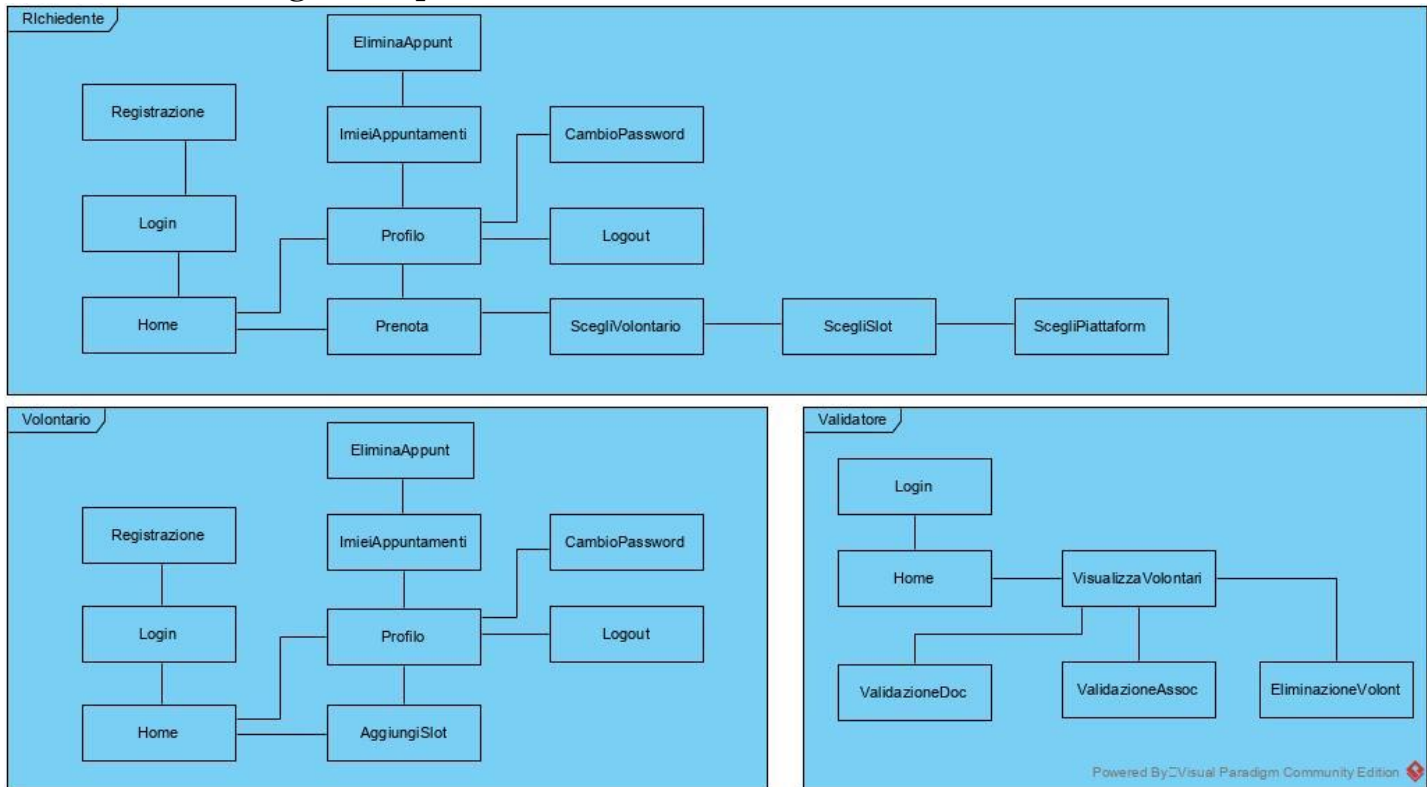 RIchiedente
EliminaAppunt
Registrazione
ImieiAppuntamenti
CambioPassword
Login
Profilo
Logout
Home
Prenota
ScegliVolontario
ScegliSlot
ScegliPiattaform
Volontario
EliminaAppunt
Registrazione
ImieiAppuntamenti
CambioPassword
Login
Profilo
Logout
Home
AggiungiSlot
Validatore
Login
Home
VisualizzaVolontari
ValidazioneDoc
ValidazioneAssoc
EliminazioneVolont
Powered By Visual Paradigm Community Edition